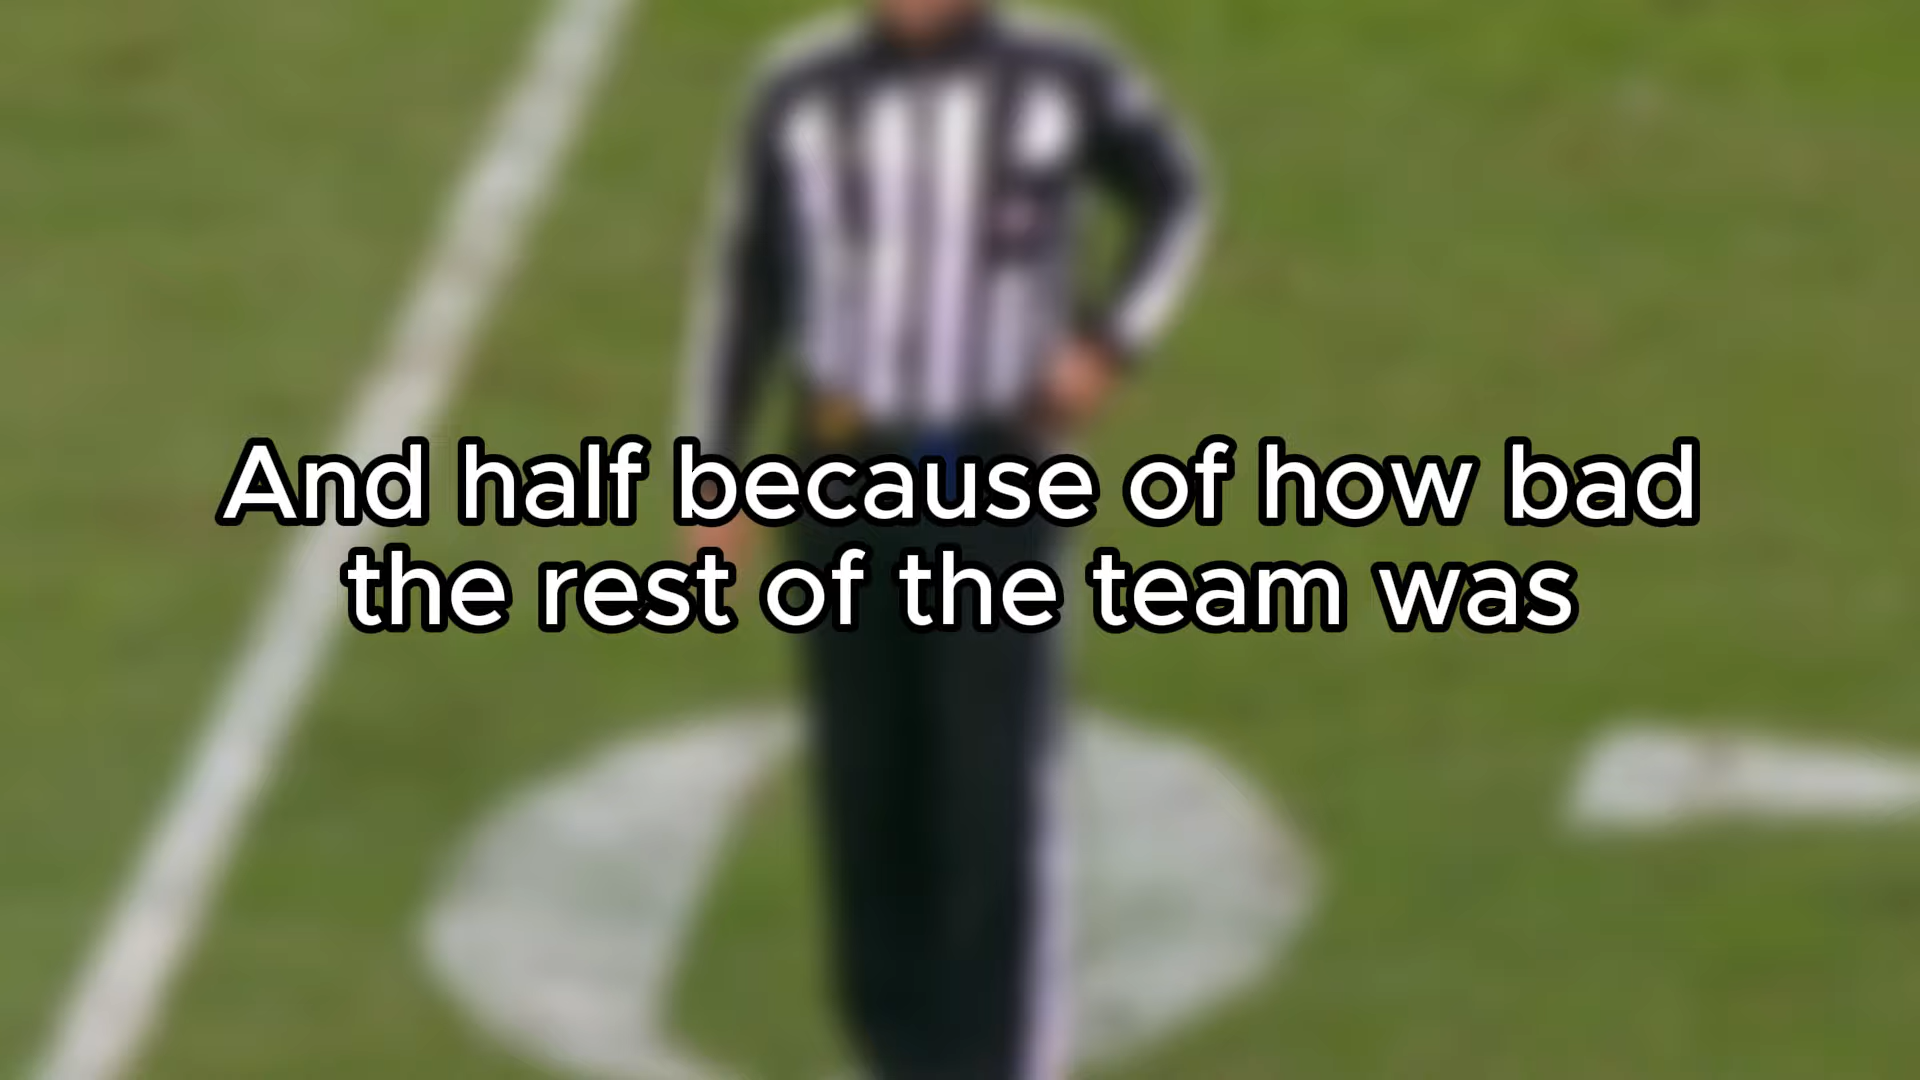 And half because of how bad
the rest of the team was